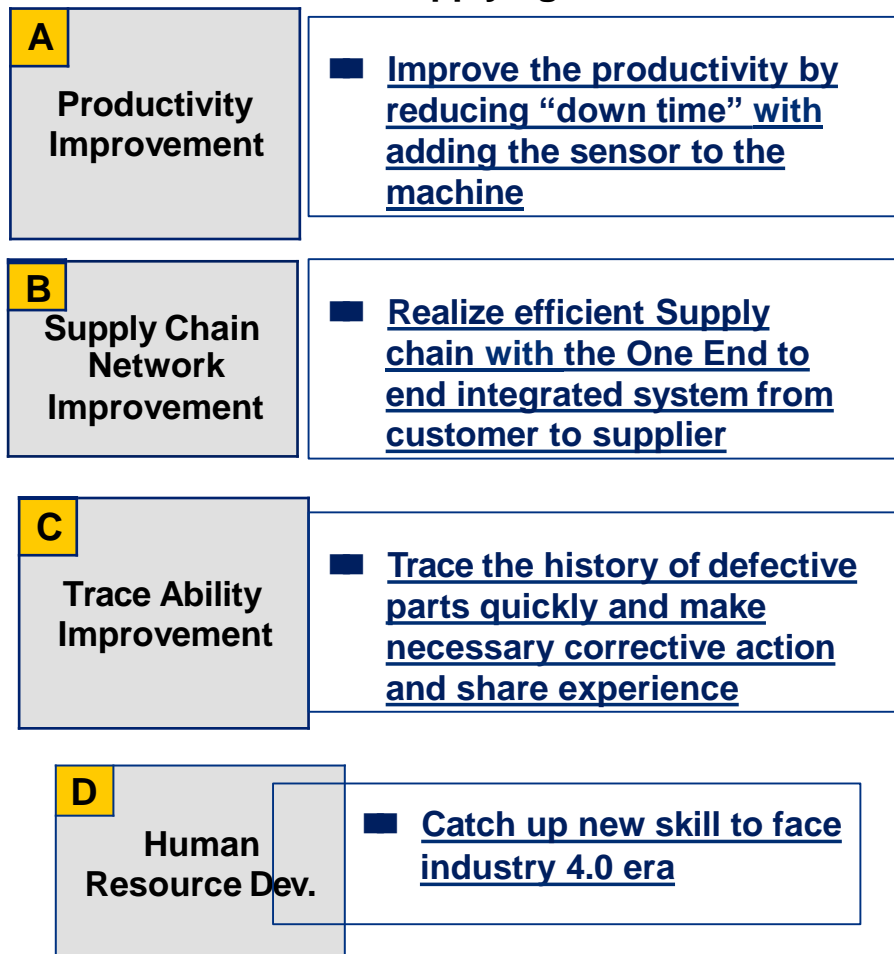 A
Productivity
Improvement
Improve the productivity by
reducing “down time” with
adding the sensor to the
machine
B
Supply Chain
Network
Improvement
Realize efficient Supply
chain with the One End to
end integrated system from
customer to supplier
C
Trace Ability
Improvement
Trace the history of defective
parts quickly and make
necessary corrective action
and share experience
D
Human
Resource Dev.
Catch up new skill to face
industry 4.0 era